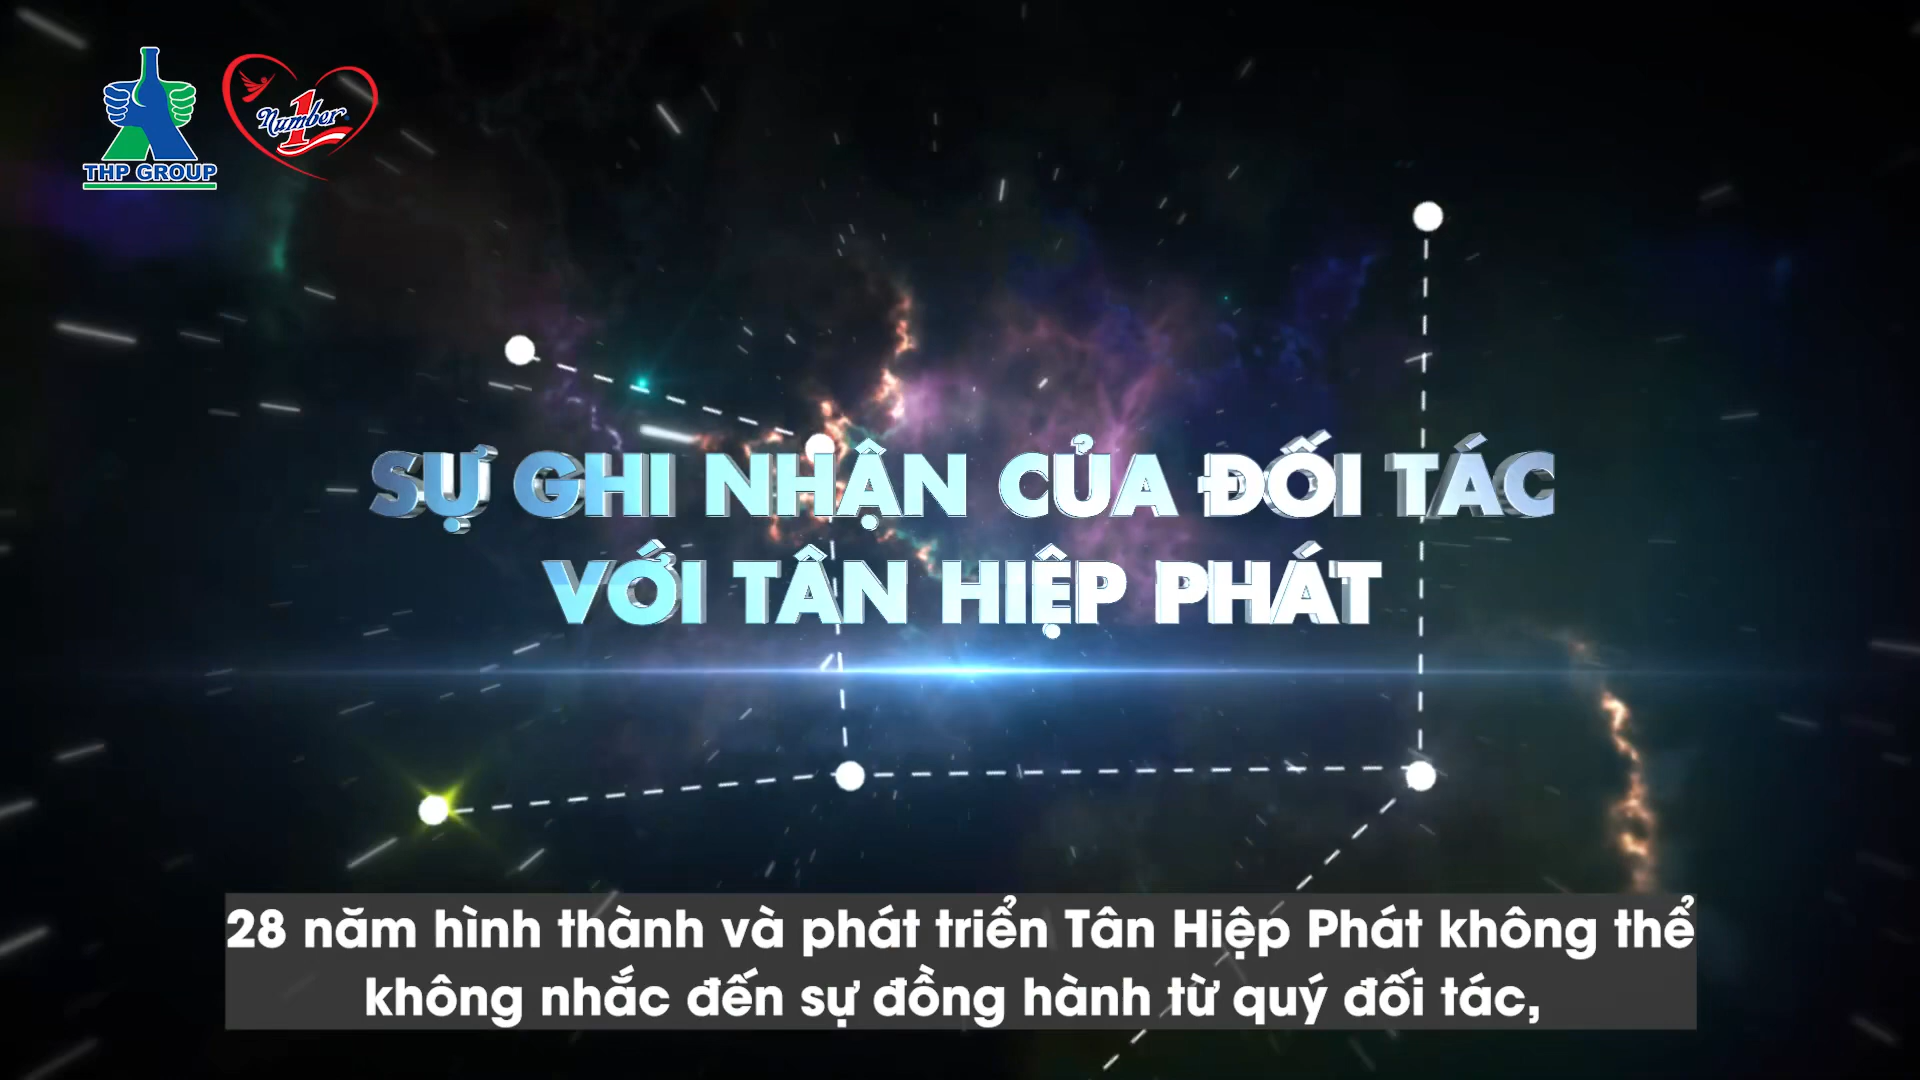 THP GROUP
Number 1
SỰ GHI NHẬN CỦA ĐỐI TÁC
VỚI TÂN HIỆP PHÁT
28 năm hình thành và phát triển Tân Hiệp Phát không thể
không nhắc đến sự đồng hành từ quý đối tác,